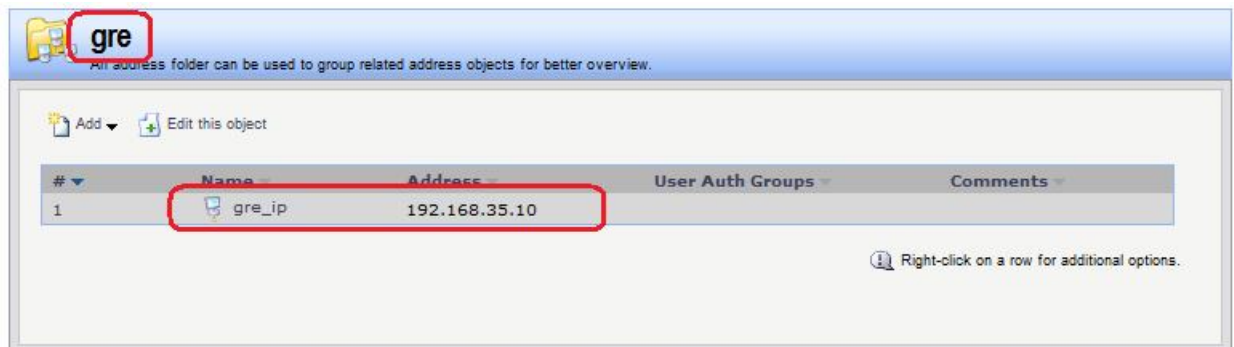 gre
An address folder can be used to group related address objects for better overview.
Add Edit this object
# Name Address User Auth Groups Comments
1 gre_ip 192.168.35.10
Right-click on a row for additional options.